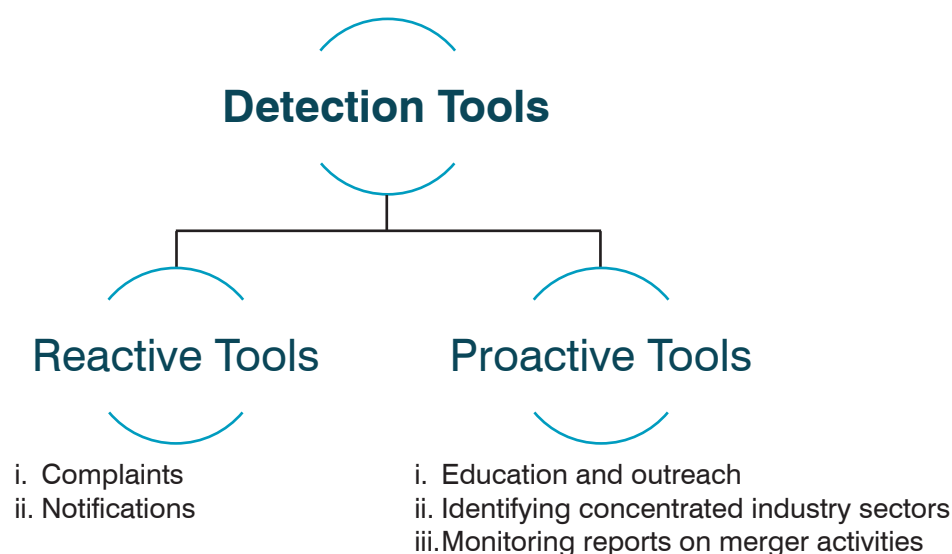 Detection Tools
Reactive Tools
Proactive Tools
i. Complaints
ii. Notifications
i. Education and outreach
ii. Identifying concentrated industry sectors
iii.Monitoring reports on merger activities